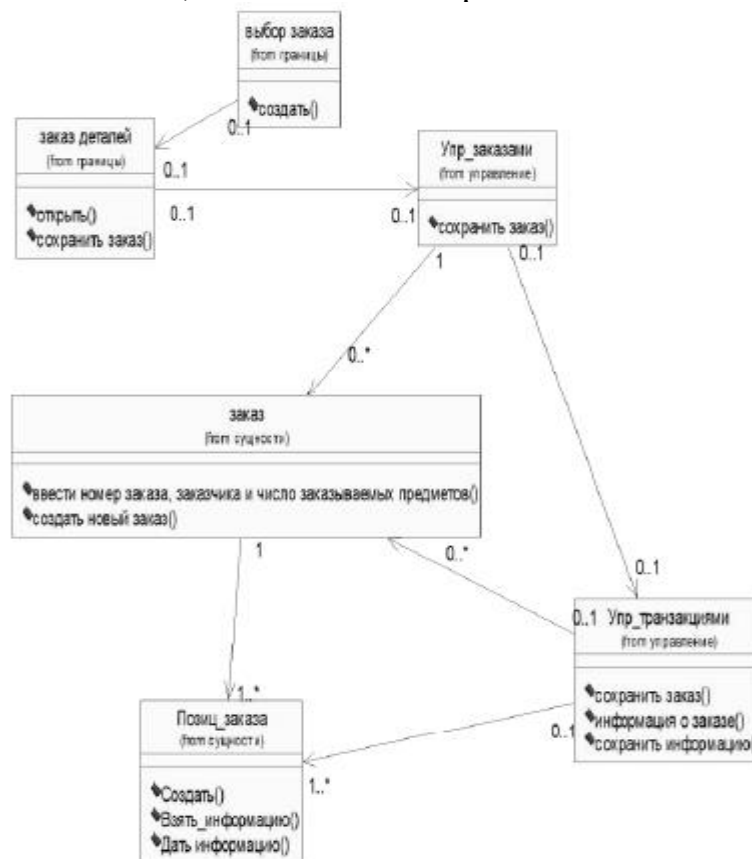 выбор заказа
(from границы)
создать()
0..1
заказ деталей
(from границы)
открыть()
сохранить заказ()
0..1
0..1
0..1
Упр_заказами
(from управление)
сохранить заказ()
1
0..1
0..*
заказ
(from сущности)
ввести номер заказа, заказчика и число заказываемых предметов()
создать новый заказ()
1
0..*
0..1
0..1
Упр_транзакциями
(from управление)
сохранить заказ()
информация о заказе()
сохранить информацию
0..1
1..*
Позиц_заказа
(from сущности)
Создать()
Взять_информацию()
Дать информацию()
1..*